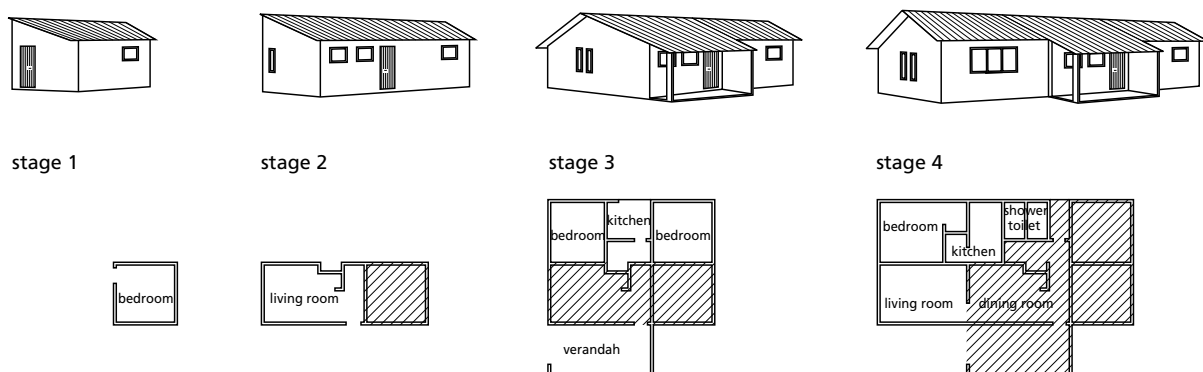 stage 1
stage 2
stage 3
stage 4
bedroom
living room
kitchen
bedroom
bedroom
verandah
shower
toilet
bedroom
kitchen
living room
dining room